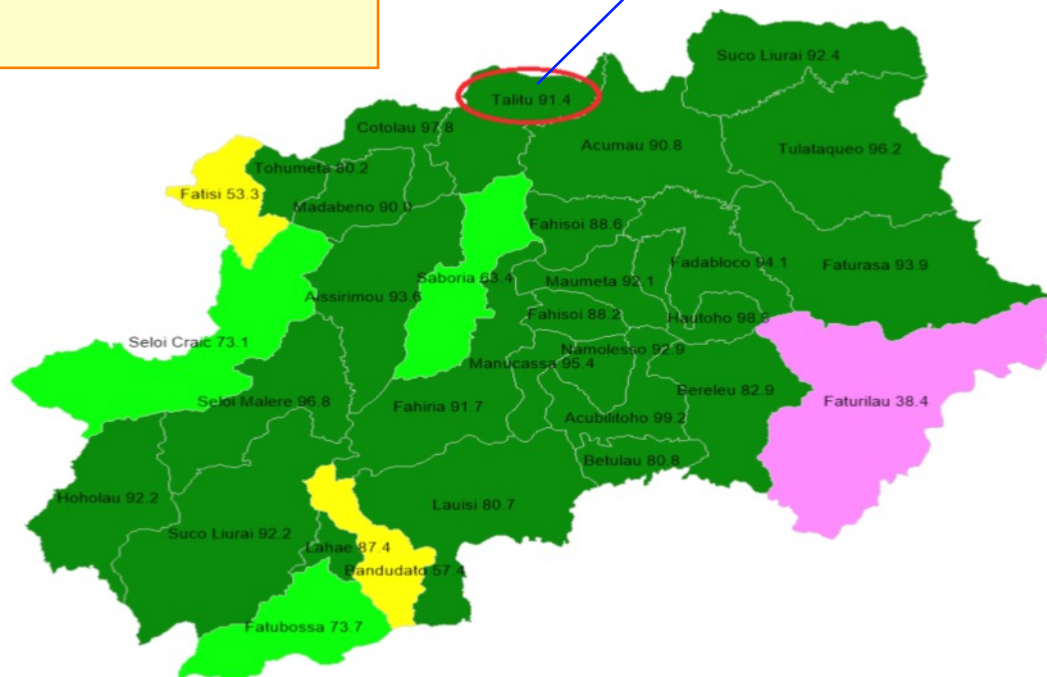 Suco Liurai 92.4
Talitu 91.4
Cotolau 97.8
Acumau 90.8
Tulataqueo 96.2
Tohumeta 80.2
Fatisi 53.3
Madabeno 90.0
Fahisoi 88.6
Fadabloco 94.1
Faturasa 93.9
Saboria 63.4
Maumeta 92.1
Aissirimou 93.6
Fahisoi 88.2
Hautoho 98.8
Seloi Craic 73.1
Namolesso 92.9
Manucassa 95.4
Bereleu 82.9
Seloi Malere 96.8
Fahiria 91.7
Faturilau 38.4
Acubilitoho 99.2
Betulau 80.8
Hoholau 92.2
Lauisi 80.7
Suco Liurai 92.2
Lahae 87.4
Bandudato 57.4
Fatubossa 73.7